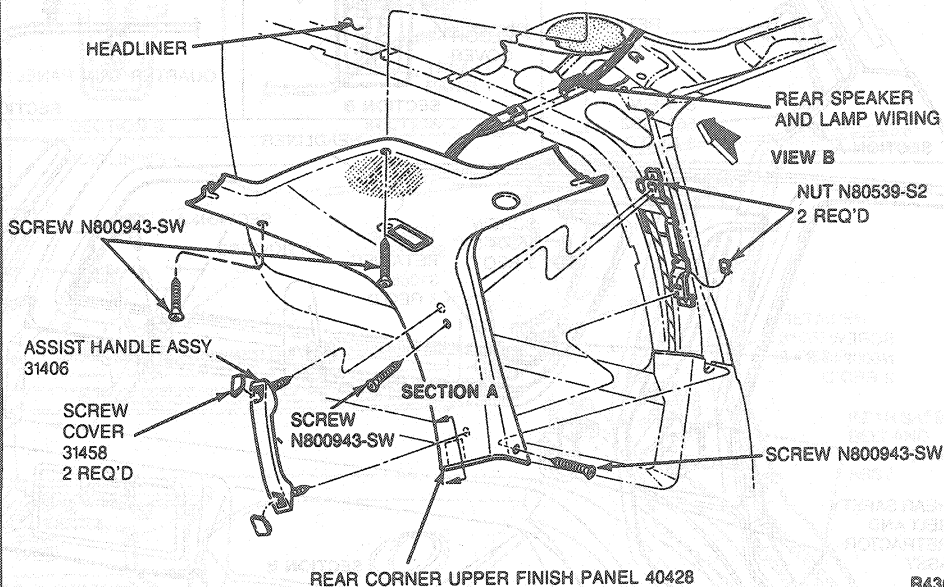 HEADLINER
REAR SPEAKER
AND LAMP WIRING
VIEW B
NUT N80539-S2
2 REQ'D
SCREW N800943-SW
ASSIST HANDLE ASSY
31406
SCREW
COVER
31458
2 REQ'D
SCREW
N800943-SW
SECTION A
SCREW N800943-SW
REAR CORNER UPPER FINISH PANEL 40428